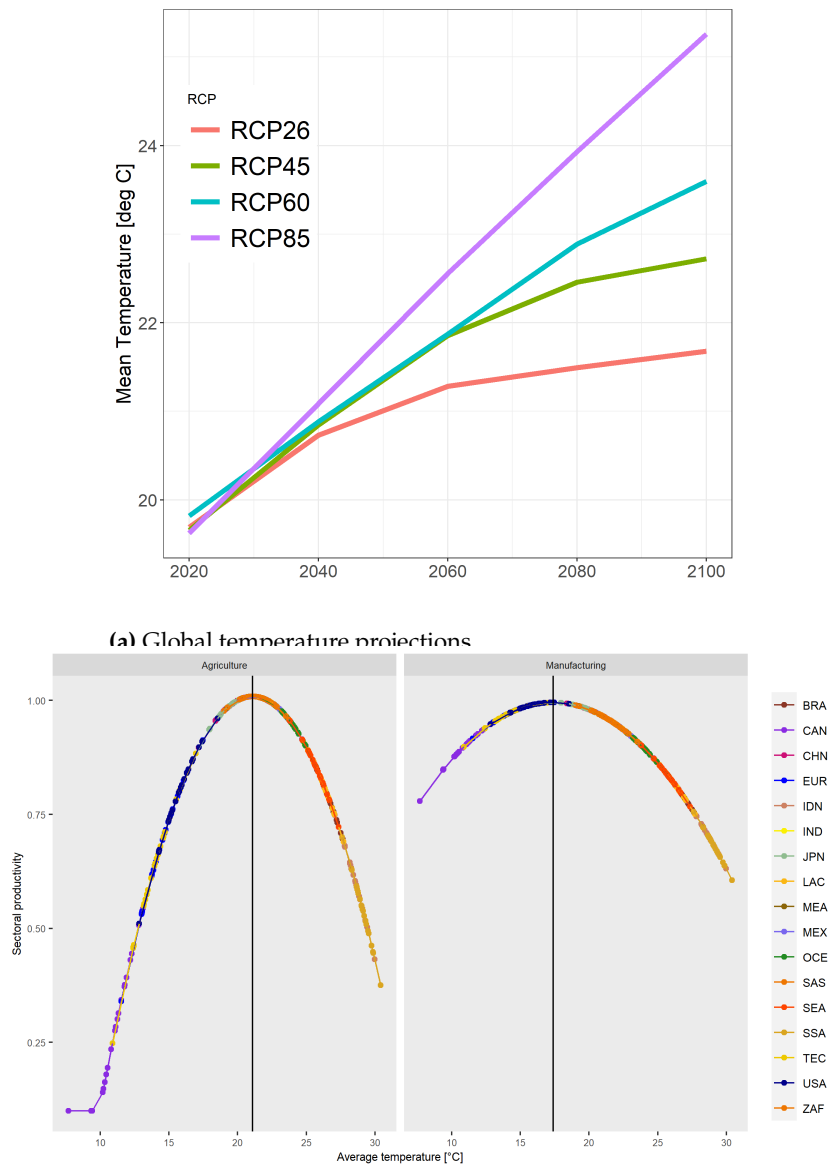 RCP
RCP26
RCP45
RCP60
RCP85
Mean Temperature [deg C]
24
22
20
2020 2040 2060 2080 2100
(a) Global temperature projections
Agriculture Manufacturing
Sectoral productivity
1.00
0.75
0.50
0.25
10 15 20 25 30 10 15 20 25 30
Average temperature [°C]
BRA
CAN
CHN
EUR
IDN
IND
JPN
LAC
MEA
MEX
OCE
SAS
SEA
SSA
TEC
USA
ZAF